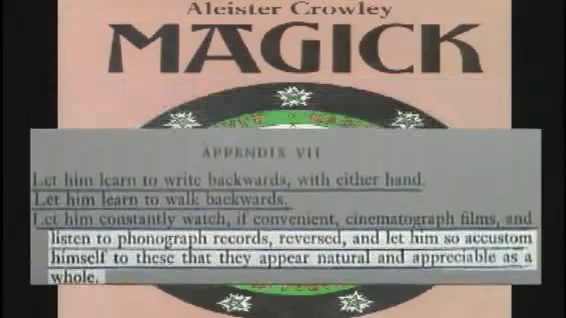 Aleister Crowley
MAGICK
APPENDIX VII
Let him learn to write backwards, with either hand.
Let him learn to walk backwards.
Let him constantly watch, if convenient, cinematograph films, and
listen to phonograph records, reversed, and let him so accustom
himself to these that they appear natural and appreciable as a
whole.